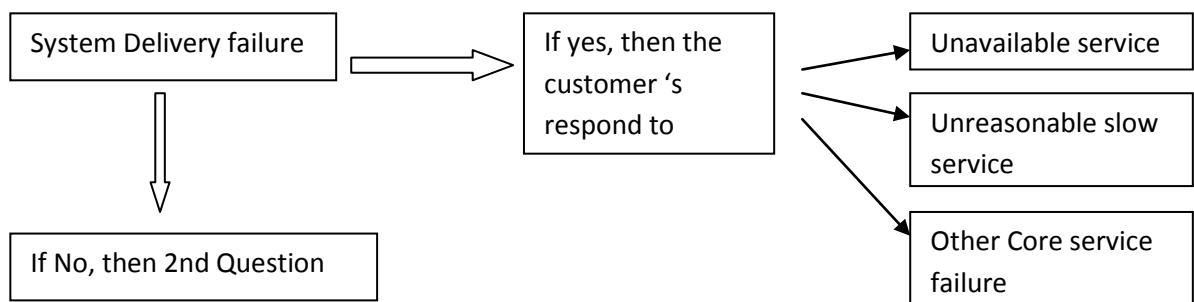 System Delivery failure
If yes, then the
customer ‘s
respond to
Unavailable service
Unreasonable slow
service
Other Core service
failure
If No, then 2nd Question